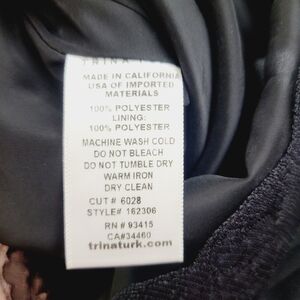 MADE IN CALIFORNIA
USA OF IMPORTED
MATERIALS
100% POLYESTER
LINING:
100% POLYESTER
MACHINE WASH COLD
DO NOT BLEACH
DO NOT TUMBLE DRY
WARM IRON
DRY CLEAN
CUT # 6028
STYLE# 162306
RN # 93415
CA#34460
trinaturk.com